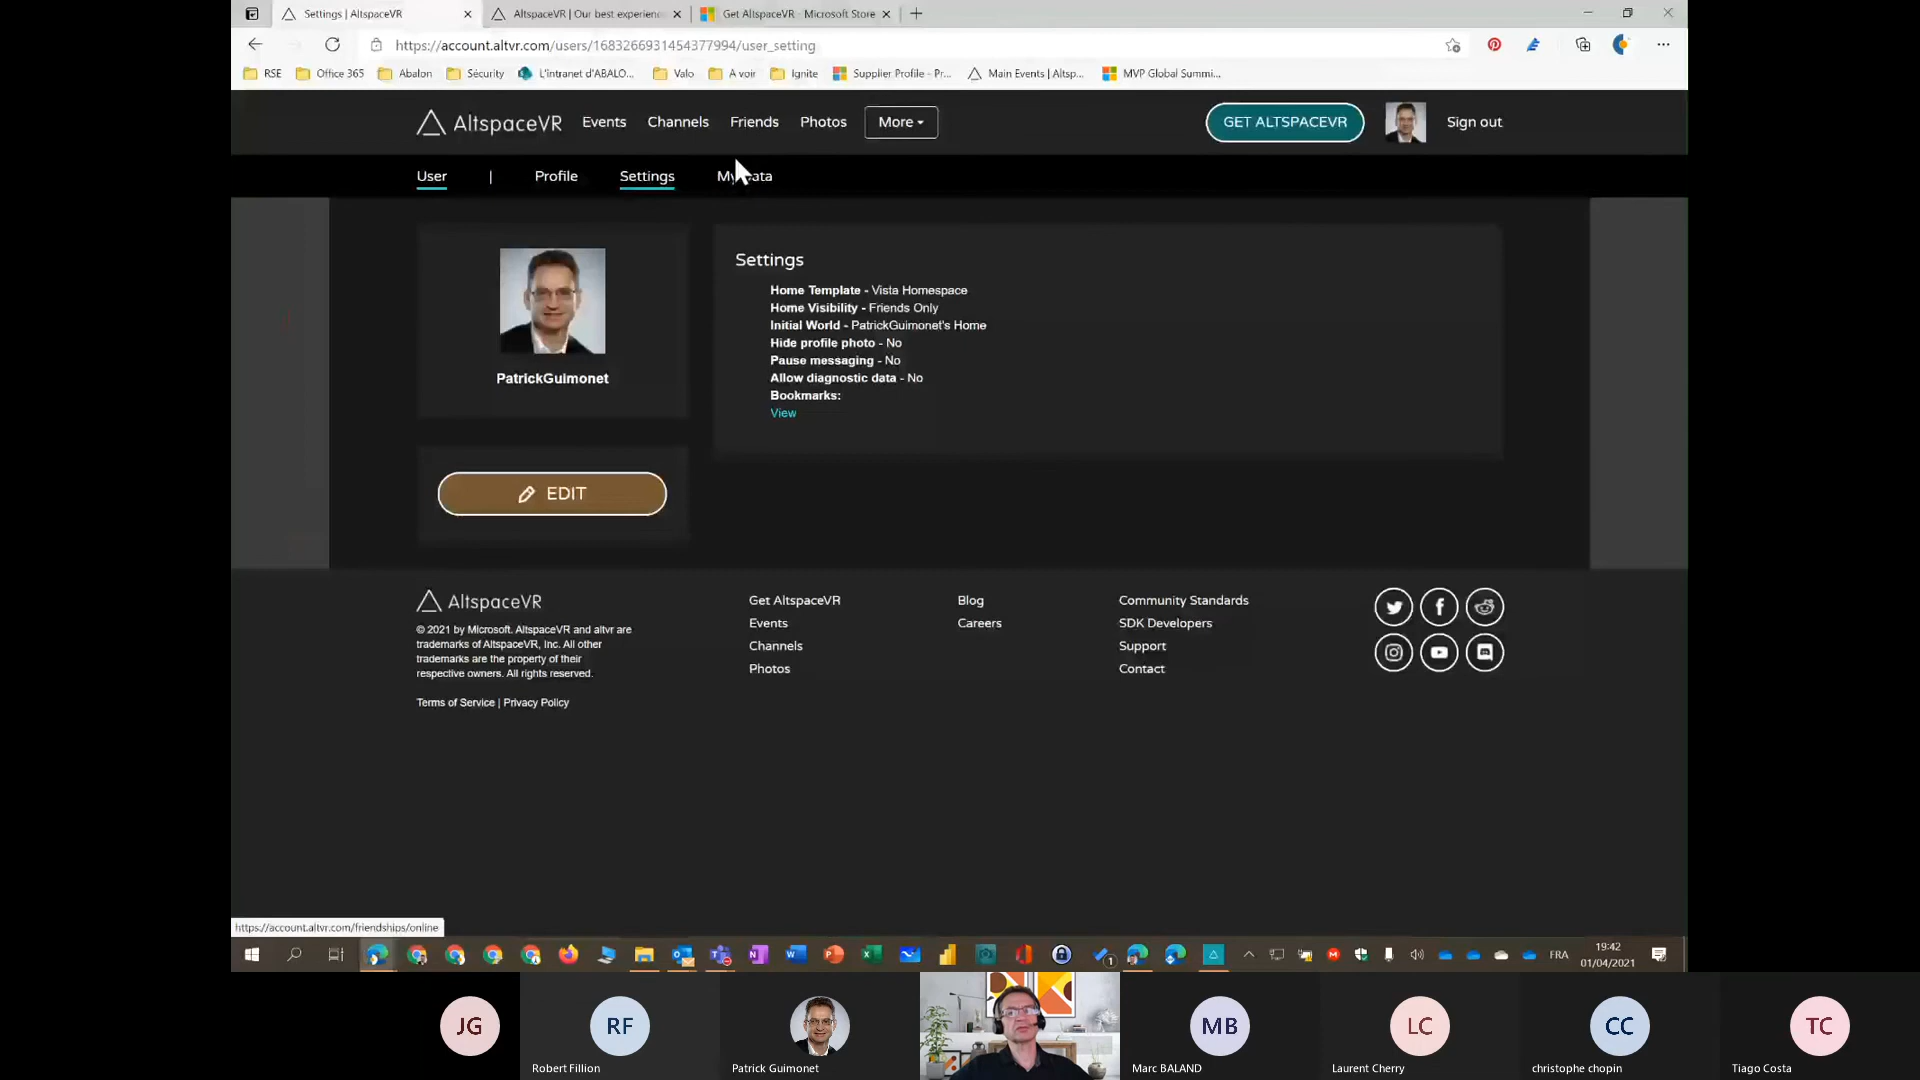 Settings | AltspaceVR
AltspaceVR | Our best experienc
Get AltspaceVR - Microsoft Store
https://account.altvr.com/users/1683266931454377994/user_setting
RSE
Office 365
Abalon
Sécurity
L'intranet d'ABALO...
Valo
A voir
Ignite
Supplier Profile - Pr...
Main Events | Altsp...
MVP Global Summi...
AltspaceVR
Events
Channels
Friends
Photos
More
GET ALTSPACEVR
Sign out
User
|
Profile
Settings
My ata
PatrickGuimonet
EDIT
Settings
Home Template - Vista Homespace
Home Visibility - Friends Only
Initial World - PatrickGuimonet's Home
Hide profile photo - No
Pause messaging - No
Allow diagnostic data - No
Bookmarks:
View
AltspaceVR
© 2021 by Microsoft. AltspaceVR and altvr are
trademarks of AltspaceVR, Inc. All other
trademarks are the property of their
respective owners. All rights reserved.
Terms of Service | Privacy Policy
Get AltspaceVR
Events
Channels
Photos
Blog
Careers
Community Standards
SDK Developers
Support
Contact
https://account.altvr.com/friendships/online
1
FRA
19:42
01/04/2021
JG
RF
Robert Fillion
Patrick Guimonet
MB
Marc BALAND
LC
Laurent Cherry
CC
christophe chopin
TC
Tiago Costa